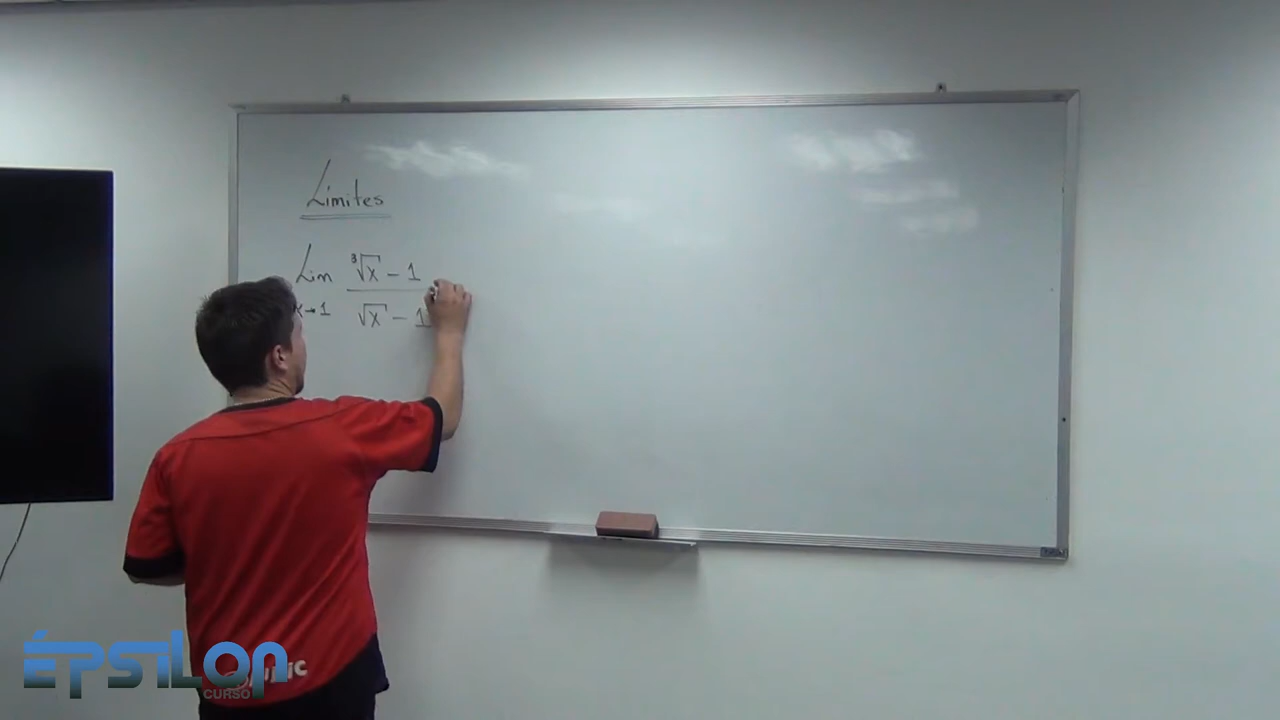 Limites
Lim ∛x - 1
x→1 √x - 1
ÉPSILON
CURSO